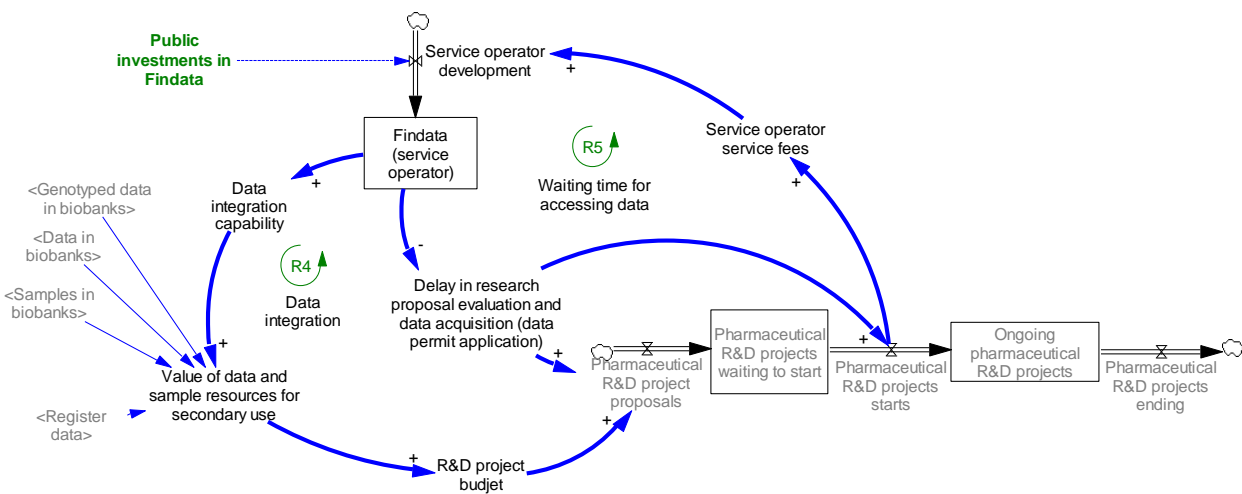 Public
investments in
Findata
Service operator
development
+
Findata
(service
operator)
R5
Service operator
service fees
+
+
Waiting time for
accessing data
<Genotyped data
in biobanks>
Data
integration
capability
<Data in
biobanks>
-
R4
Data
integration
<Samples in
biobanks>
Delay in research
proposal evaluation and
data acquisition (data
permit application)
+
+
Value of data and
sample resources for
secondary use
<Register
data>
Pharmaceutical
R&D project
proposals
+
Pharmaceutical
R&D projects
waiting to start
+
Pharmaceutical
R&D projects
starts
Ongoing
pharmaceutical
R&D projects
Pharmaceutical
R&D projects
ending
+
R&D project
budjet